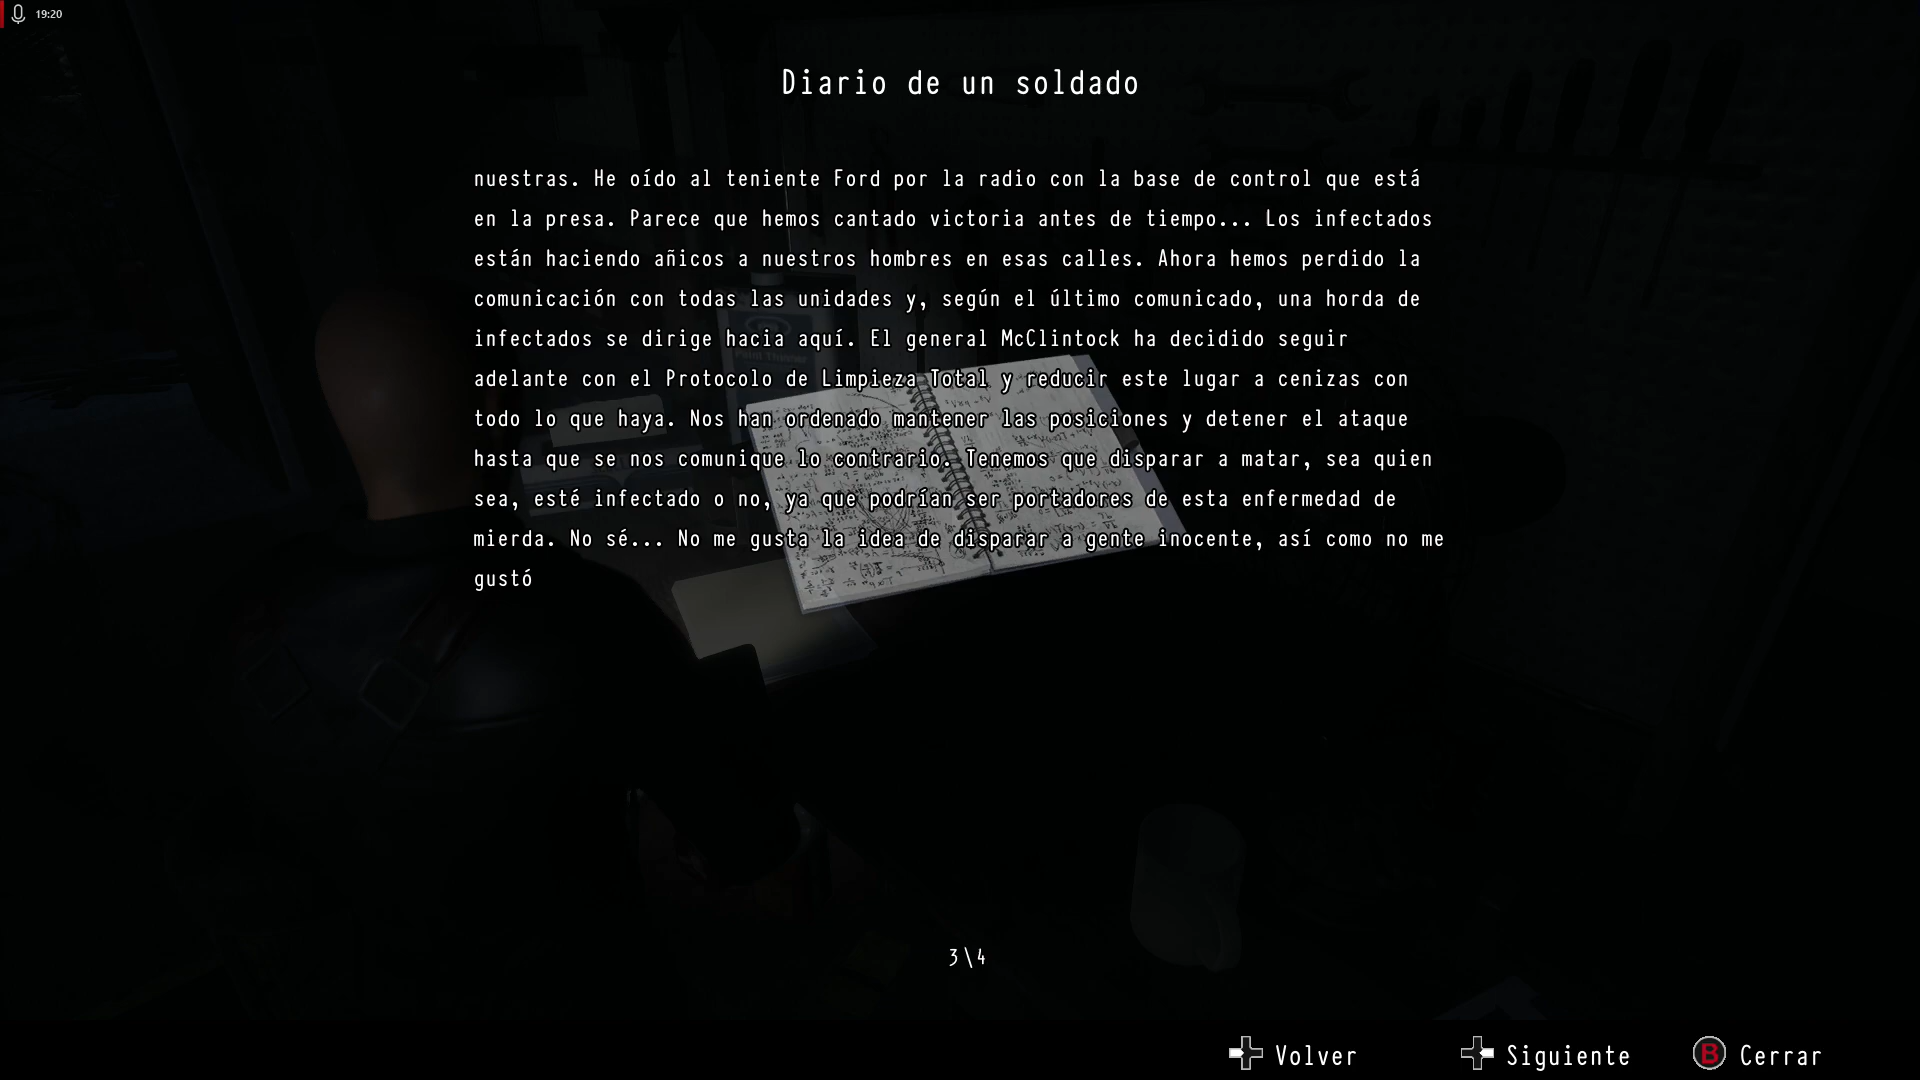 19:20
Diario de un soldado
nuestras. He oído al teniente Ford por la radio con la base de control que está
en la presa. Parece que hemos cantado victoria antes de tiempo... Los infectados
están haciendo añicos a nuestros hombres en esas calles. Ahora hemos perdido la
comunicación con todas las unidades y, según el último comunicado, una horda de
infectados se dirige hacia aquí. El general McClintock ha decidido seguir
adelante con el Protocolo de Limpieza Total y reducir este lugar a cenizas con
todo lo que haya. Nos han ordenado mantener las posiciones y detener el ataque
hasta que se nos comunique lo contrario. Tenemos que disparar a matar, sea quien
sea, esté infectado o no, ya que podrían ser portadores de esta enfermedad de
mierda. No sé... No me gusta la idea de disparar a gente inocente, así como no me
gustó
Paint Thinner
3\4
Volver
Siguiente
B Cerrar